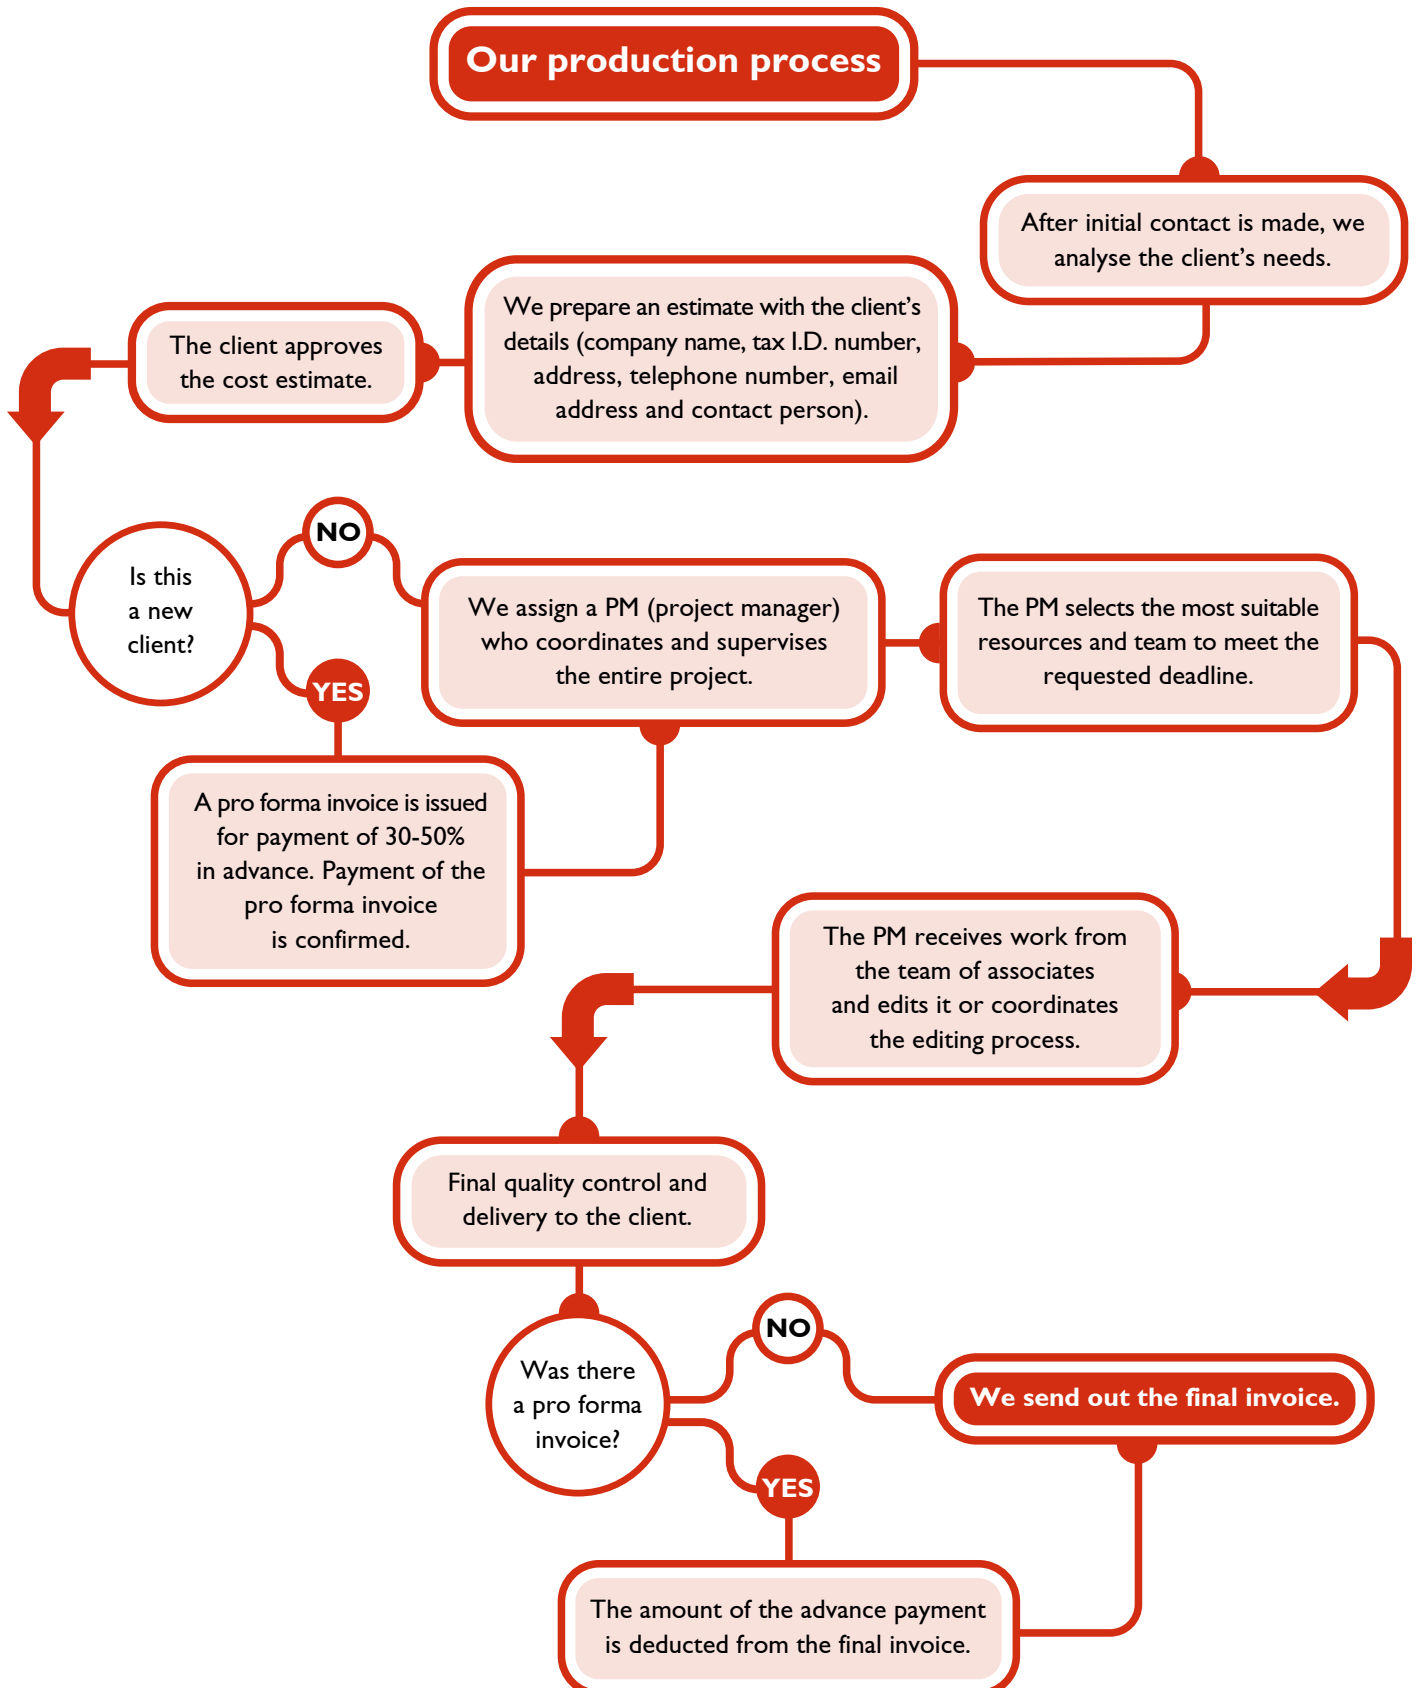 Our production process
After initial contact is made, we
analyse the client's needs.
We prepare an estimate with the client's
details (company name, tax I.D. number,
address, telephone number, email
address and contact person).
The client approves
the cost estimate.
Is this
a new
client?
NO
YES
We assign a PM (project manager)
who coordinates and supervises
the entire project.
The PM selects the most suitable
resources and team to meet the
requested deadline.
A pro forma invoice is issued
for payment of 30-50%
in advance. Payment of the
pro forma invoice
is confirmed.
The PM receives work from
the team of associates
and edits it or coordinates
the editing process.
Final quality control and
delivery to the client.
Was there
a pro forma
invoice?
NO
YES
We send out the final invoice.
The amount of the advance payment
is deducted from the final invoice.